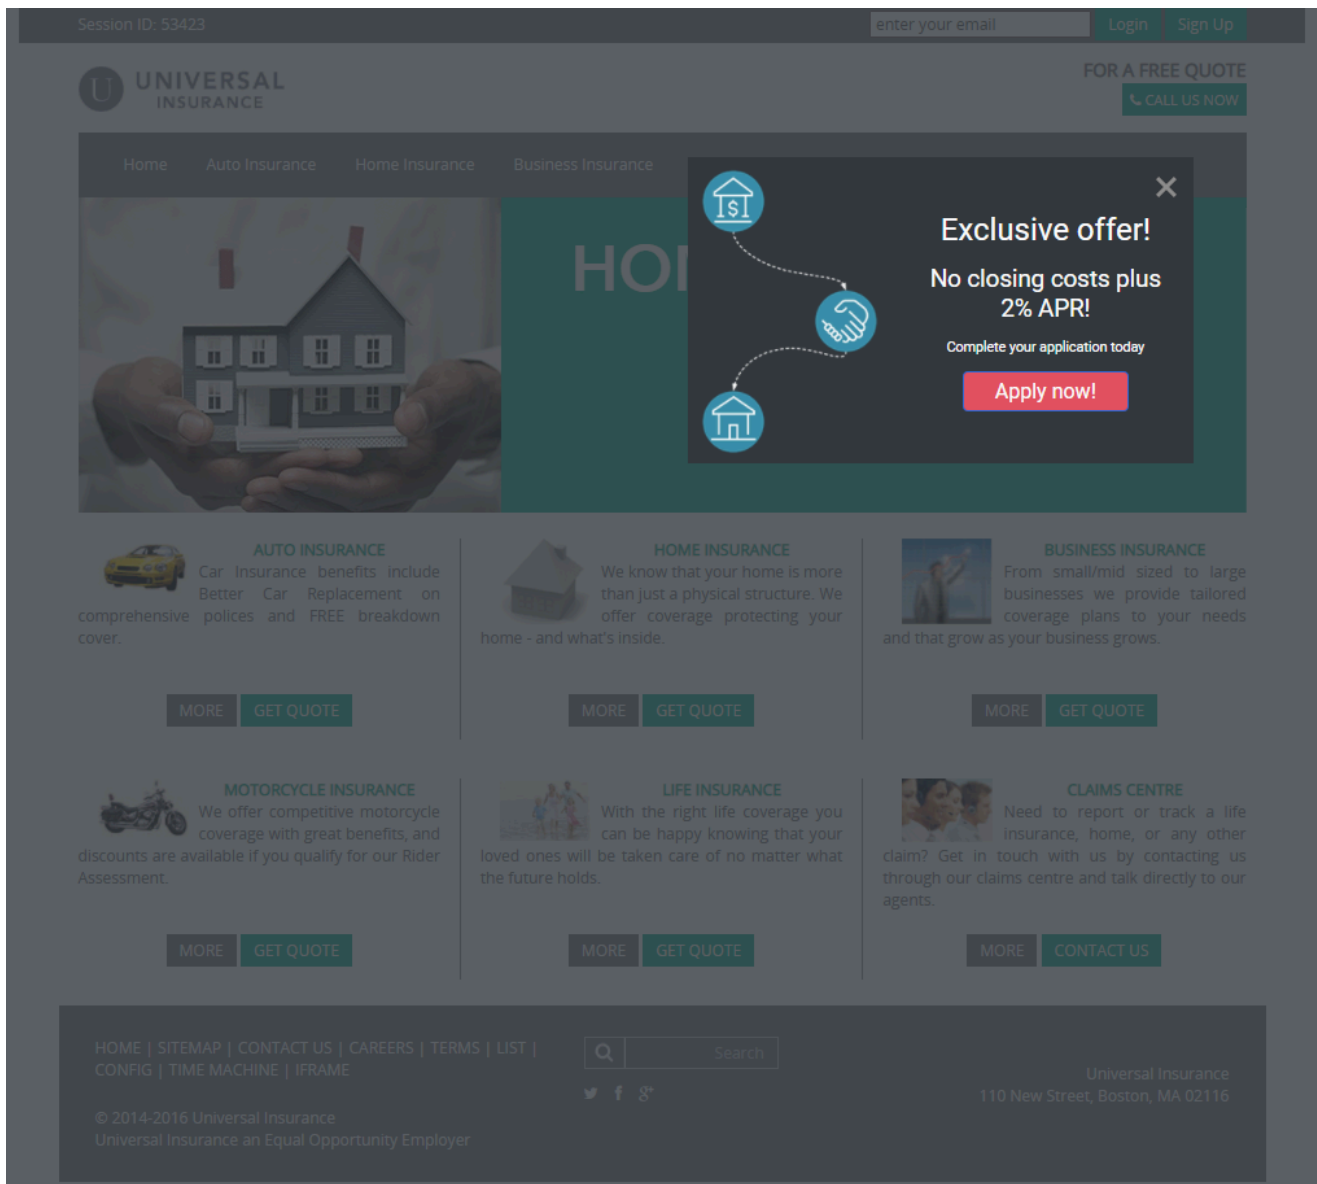 Session ID: 53423
enter your email
Login
Sign Up
U
UNIVERSAL
INSURANCE
FOR A FREE QUOTE
CALL US NOW
Home
Auto Insurance
Home Insurance
Business Insurance
HO
$
Exclusive offer!
No closing costs plus
2% APR!
Complete your application today
Apply now!
AUTO INSURANCE
Car Insurance benefits include
Better Car Replacement on
comprehensive polices and FREE breakdown
cover.
MORE
GET QUOTE
HOME INSURANCE
We know that your home is more
than just a physical structure. We
offer coverage protecting your
home - and what's inside.
MORE
GET QUOTE
BUSINESS INSURANCE
From small/mid sized to large
businesses we provide tailored
coverage plans to your needs
and that grow as your business grows.
MORE
GET QUOTE
MOTORCYCLE INSURANCE
We offer competitive motorcycle
coverage with great benefits, and
discounts are available if you qualify for our Rider
Assessment.
MORE
GET QUOTE
LIFE INSURANCE
With the right life coverage you
can be happy knowing that your
loved ones will be taken care of no matter what
the future holds.
MORE
GET QUOTE
CLAIMS CENTRE
Need to report or track a life
insurance, home, or any other
claim? Get in touch with us by contacting us
through our claims centre and talk directly to our
agents.
MORE
CONTACT US
HOME | SITEMAP | CONTACT US | CAREERS | TERMS | LIST |
CONFIG | TIME MACHINE | IFRAME
© 2014-2016 Universal Insurance
Universal Insurance an Equal Opportunity Employer
Search
Universal Insurance
110 New Street, Boston, MA 02116